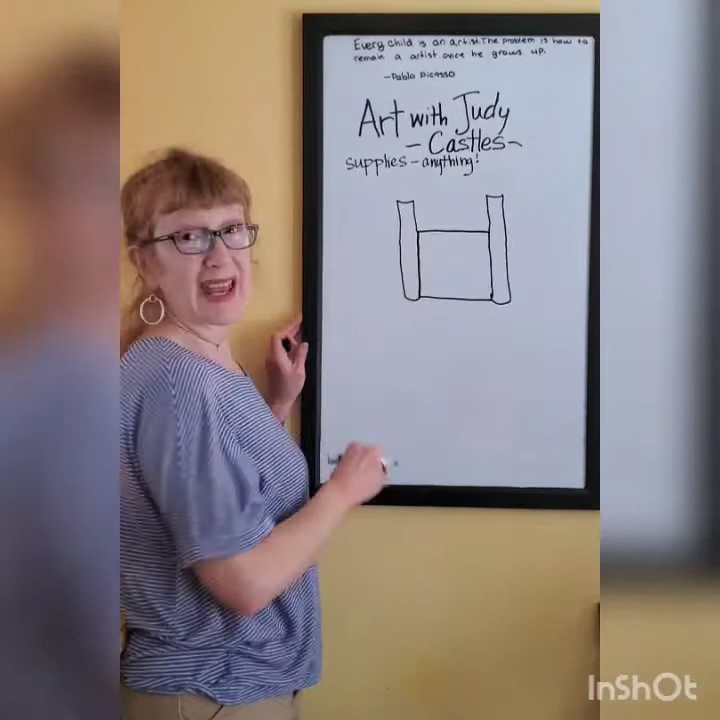 Every child is an artist. The problem is how to
remain a artist once he grows up.
-Pablo Picasso
Art with Judy
- Castles -
supplies - anything!
InShOt